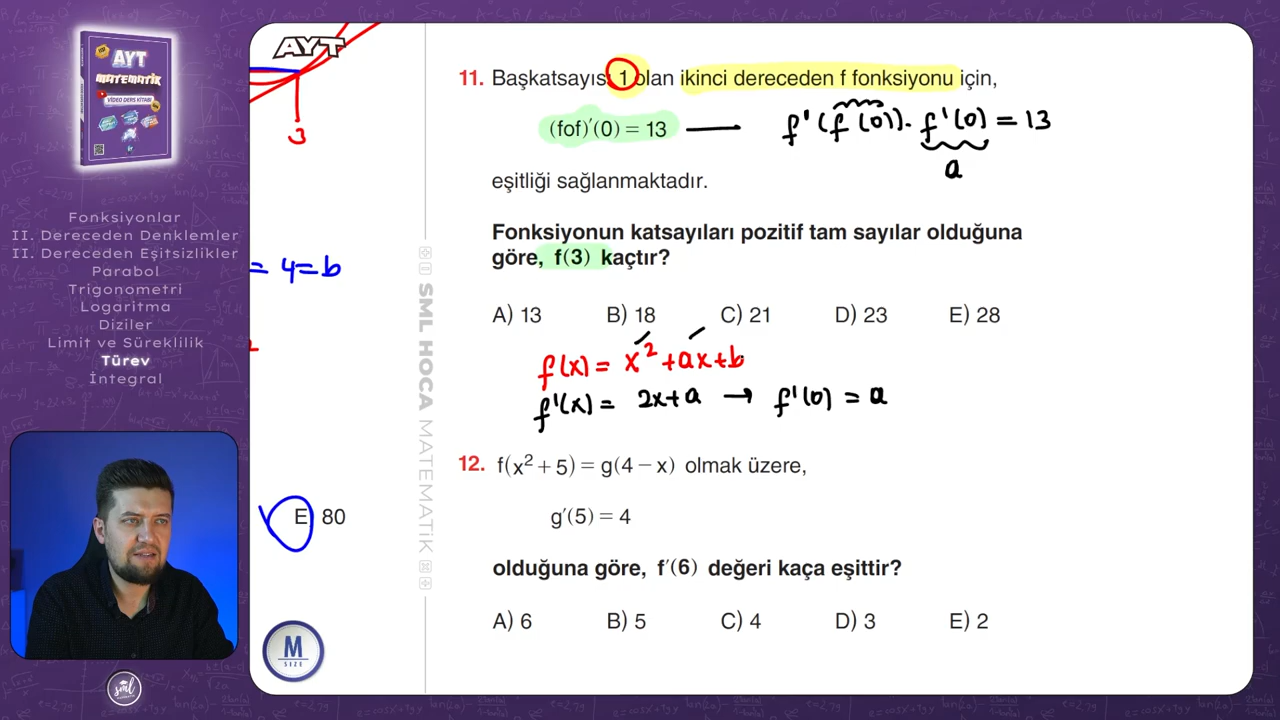 AYT
MATEMATİK
VİDEO DERS KİTABI
Fonksiyonlar
II. Dereceden Denklemler
II. Dereceden Eşitsizlikler
Parabol
Trigonometri
Logaritma
Diziler
Limit ve Süreklilik
Türev
İntegral
sml
AYT
3
= 4=b
E) 80
M
SIZE
SML HOCA MATEMATİK
11. Başkatsayısı 1 olan ikinci dereceden f fonksiyonu için,
(fof)′(0) = 13 f'(f(0)). f'(0) = 13
a
eşitliği sağlanmaktadır.
Fonksiyonun katsayıları pozitif tam sayılar olduğuna
göre, f(3) kaçtır?
A) 13 B) 18 C) 21 D) 23 E) 28
f(x) = x² + ax + b
f'(x) = 2x+a → f'(0) = a
12. f(x² + 5) = g(4 − x) olmak üzere,
g′(5) = 4
olduğuna göre, f′(6) değeri kaça eşittir?
A) 6 B) 5 C) 4 D) 3 E) 2